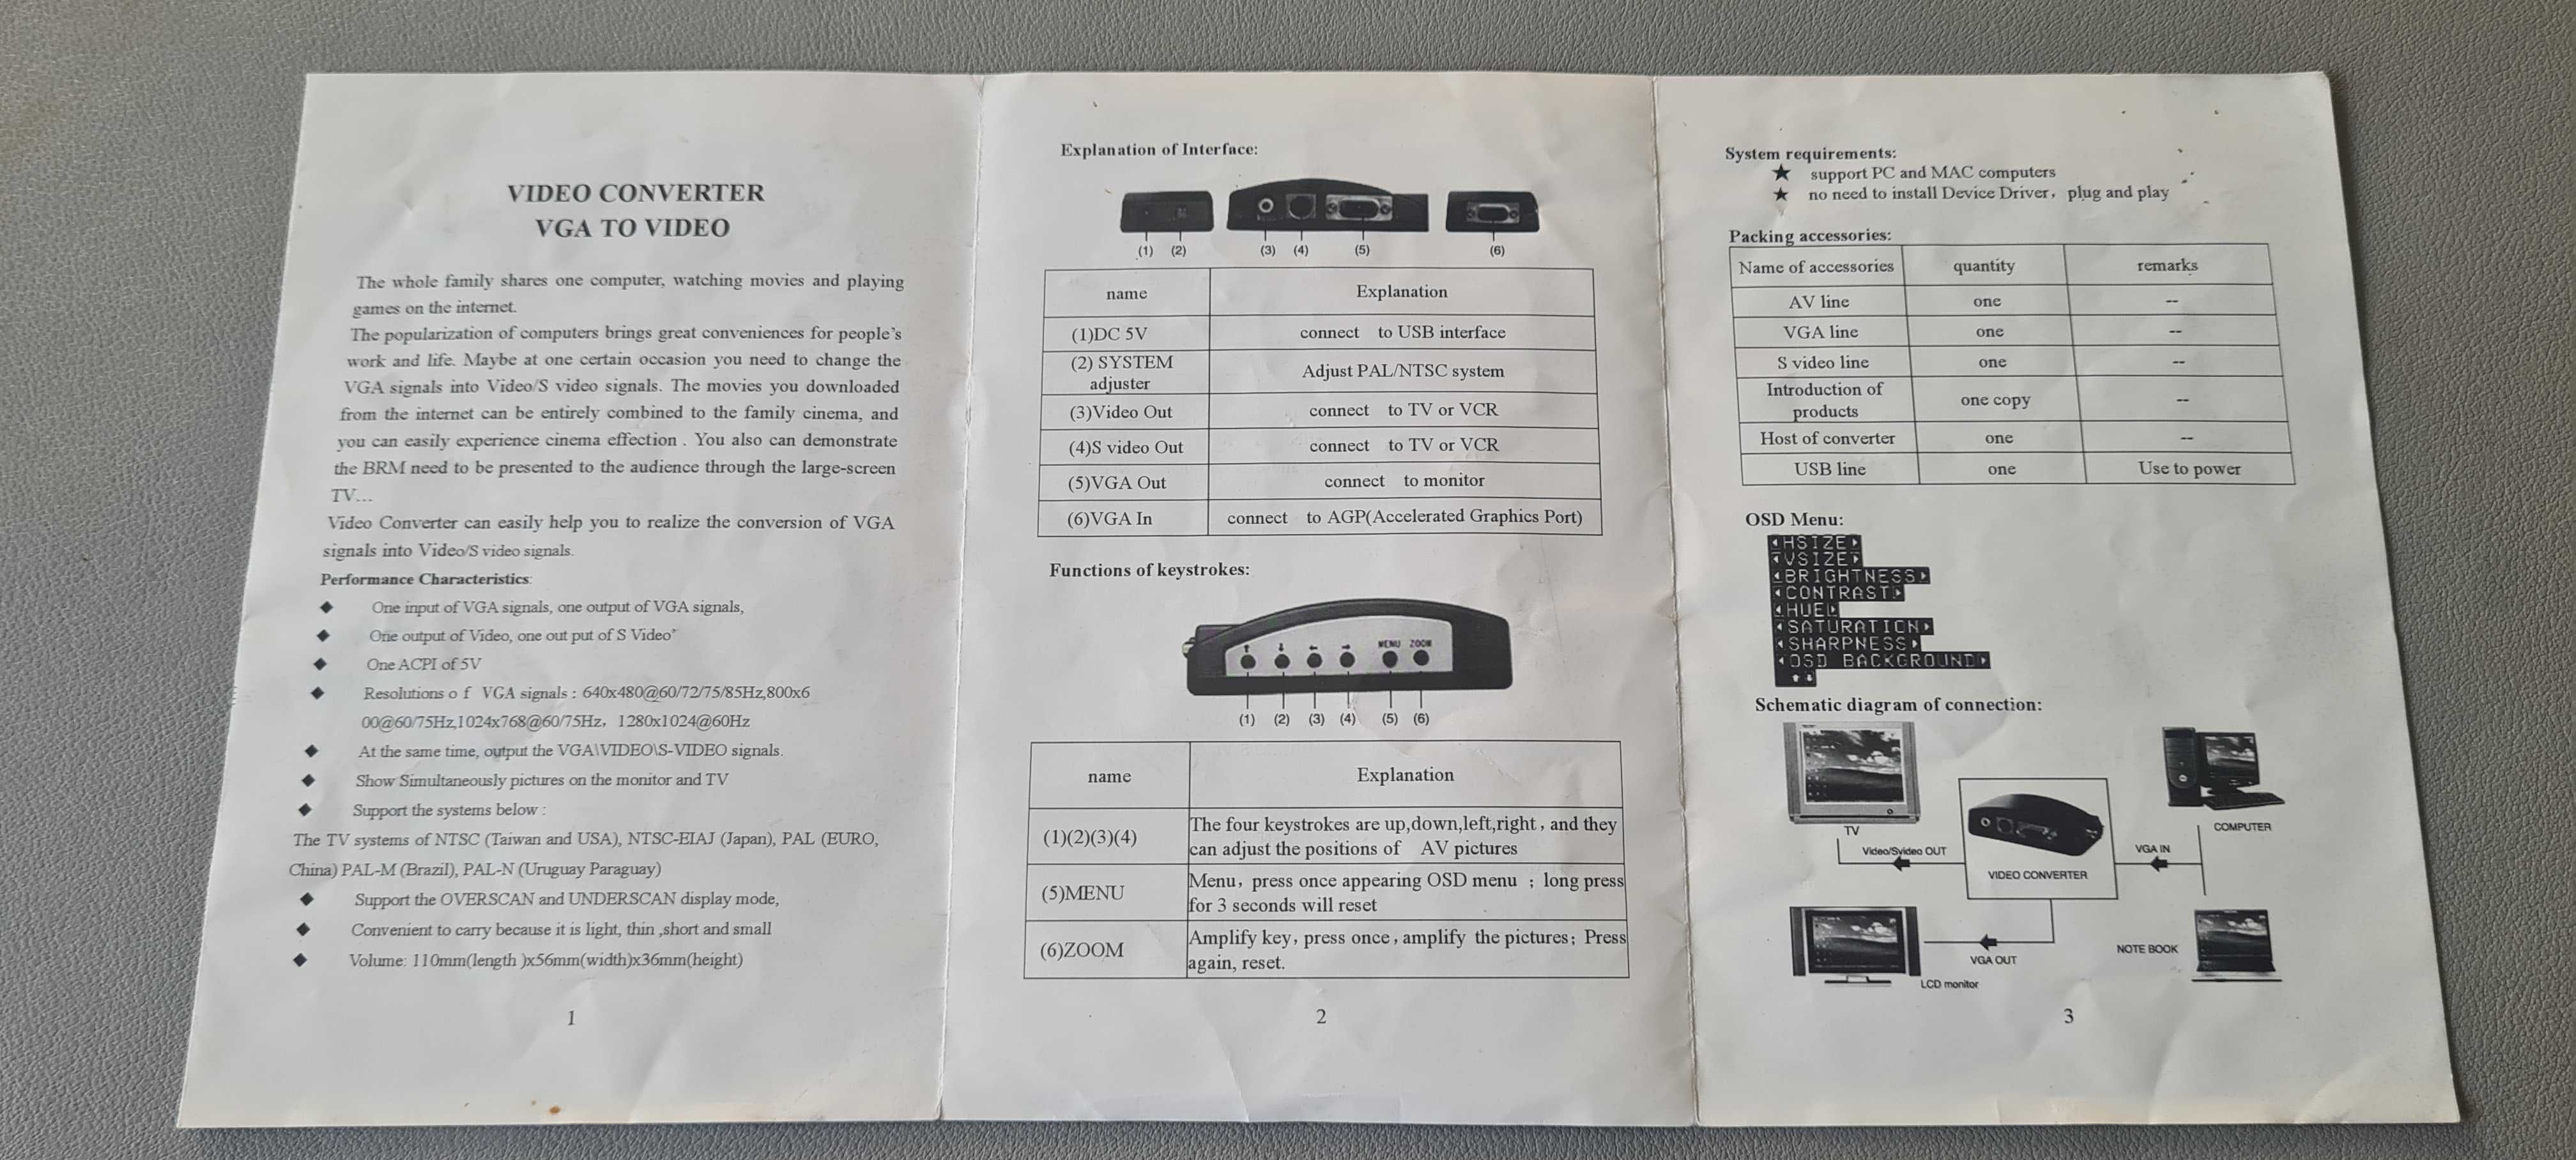 VIDEO CONVERTER
VGA TO VIDEO
The whole family shares one computer, watching movies and playing
games on the internet.
The popularization of computers brings great conveniences for people's
work and life. Maybe at one certain occasion you need to change the
VGA signals into Video/S video signals. The movies you downloaded
from the internet can be entirely combined to the family cinema, and
you can easily experience cinema effection . You also can demonstrate
the BRM need to be presented to the audience through the large-screen
TV...
Video Converter can easily help you to realize the conversion of VGA
signals into Video/S video signals.
Performance Characteristics:
◆ One input of VGA signals, one output of VGA signals,
◆ One output of Video, one out put of S Video'
◆ One ACPI of 5V
◆ Resolutions o f VGA signals : 640x480@60/72/75/85Hz,800x6
00@60/75Hz,1024x768@60/75Hz, 1280x1024@60Hz
◆ At the same time, output the VGA\VIDEO\S-VIDEO signals.
◆ Show Simultaneously pictures on the monitor and TV
◆ Support the systems below :
The TV systems of NTSC (Taiwan and USA), NTSC-EIAJ (Japan), PAL (EURO,
China) PAL-M (Brazil), PAL-N (Uruguay Paraguay)
◆ Support the OVERSCAN and UNDERSCAN display mode,
◆ Convenient to carry because it is light, thin ,short and small
◆ Volume: 110mm(length )x56mm(width)x36mm(height)
1
Explanation of Interface:
(1) (2) (3) (4) (5) (6)
name Explanation
(1)DC 5V connect to USB interface
(2) SYSTEM
adjuster Adjust PAL/NTSC system
(3)Video Out connect to TV or VCR
(4)S video Out connect to TV or VCR
(5)VGA Out connect to monitor
(6)VGA In connect to AGP(Accelerated Graphics Port)
Functions of keystrokes:
↑ ↓ ← → MENU ZOOM
(1) (2) (3) (4) (5) (6)
name Explanation
(1)(2)(3)(4) The four keystrokes are up,down,left,right, and they
can adjust the positions of AV pictures
(5)MENU Menu, press once appearing OSD menu ; long press
for 3 seconds will reset
(6)ZOOM Amplify key, press once, amplify the pictures; Press
again, reset.
2
System requirements:
★ support PC and MAC computers
★ no need to install Device Driver, plug and play
Packing accessories:
Name of accessories quantity remarks
AV line one --
VGA line one --
S video line one --
Introduction of
products one copy --
Host of converter one --
USB line one Use to power
OSD Menu:
HSIZE
VSIZE
BRIGHTNESS
CONTRAST
HUE
SATURATION
SHARPNESS
OSD BACKGROUND
Schematic diagram of connection:
TV
COMPUTER
Video/Svideo OUT
VGA IN
VIDEO CONVERTER
NOTE BOOK
VGA OUT
LCD monitor
3